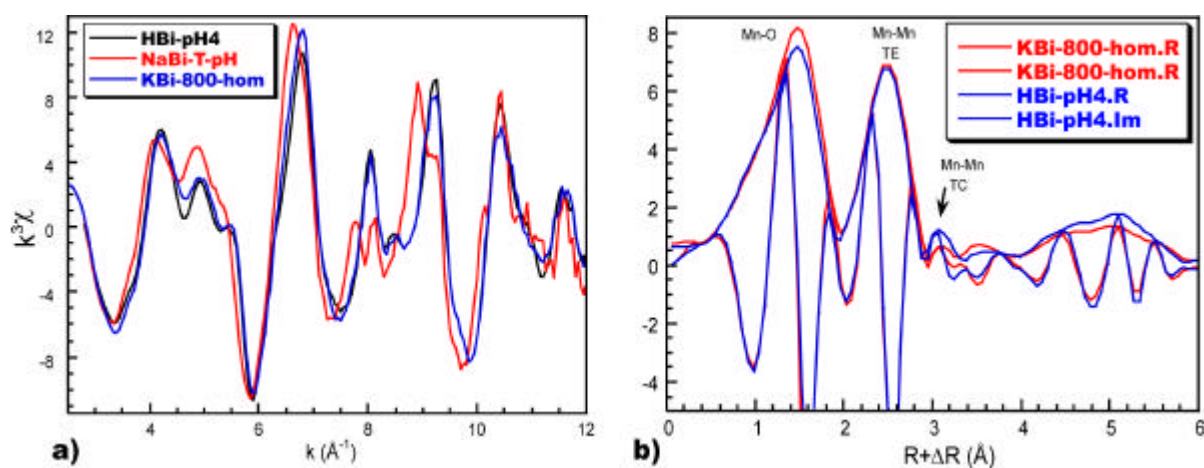 HBi-pH4
NaBi-T-pH
KBi-800-hom
12
8
4
0
-4
-8
k³χ
4
6
8
10
12
k (Å⁻¹)
a)
Mn-O
Mn-Mn
TE
Mn-Mn
TC
KBi-800-hom.R
KBi-800-hom.R
HBi-pH4.R
HBi-pH4.Im
8
6
4
2
0
-2
-4
0
1
2
3
4
5
6
R+ΔR (Å)
b)